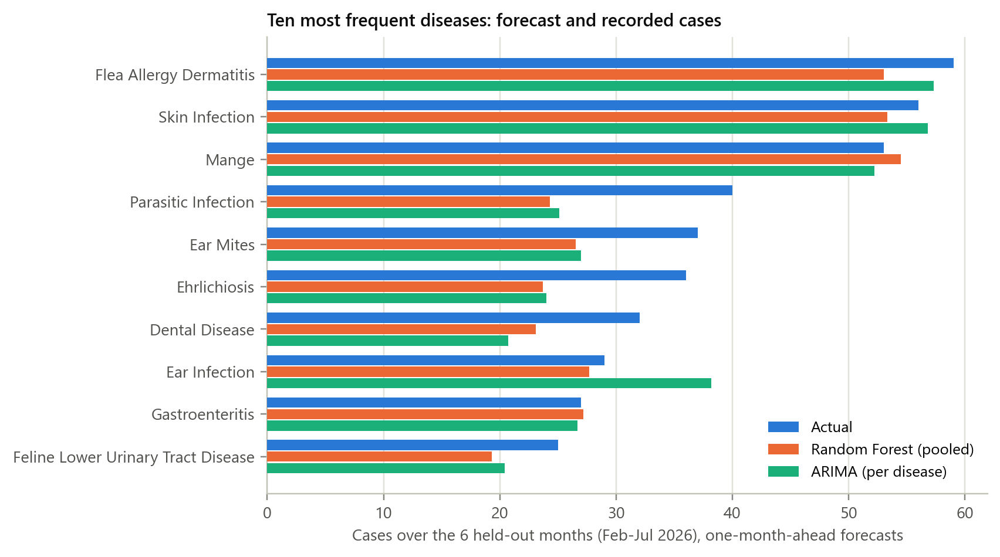 Ten most frequent diseases: forecast and recorded cases
Flea Allergy Dermatitis
Skin Infection
Mange
Parasitic Infection
Ear Mites
Ehrlichiosis
Dental Disease
Ear Infection
Gastroenteritis
Feline Lower Urinary Tract Disease
Actual
Random Forest (pooled)
ARIMA (per disease)
0 10 20 30 40 50 60
Cases over the 6 held-out months (Feb-Jul 2026), one-month-ahead forecasts